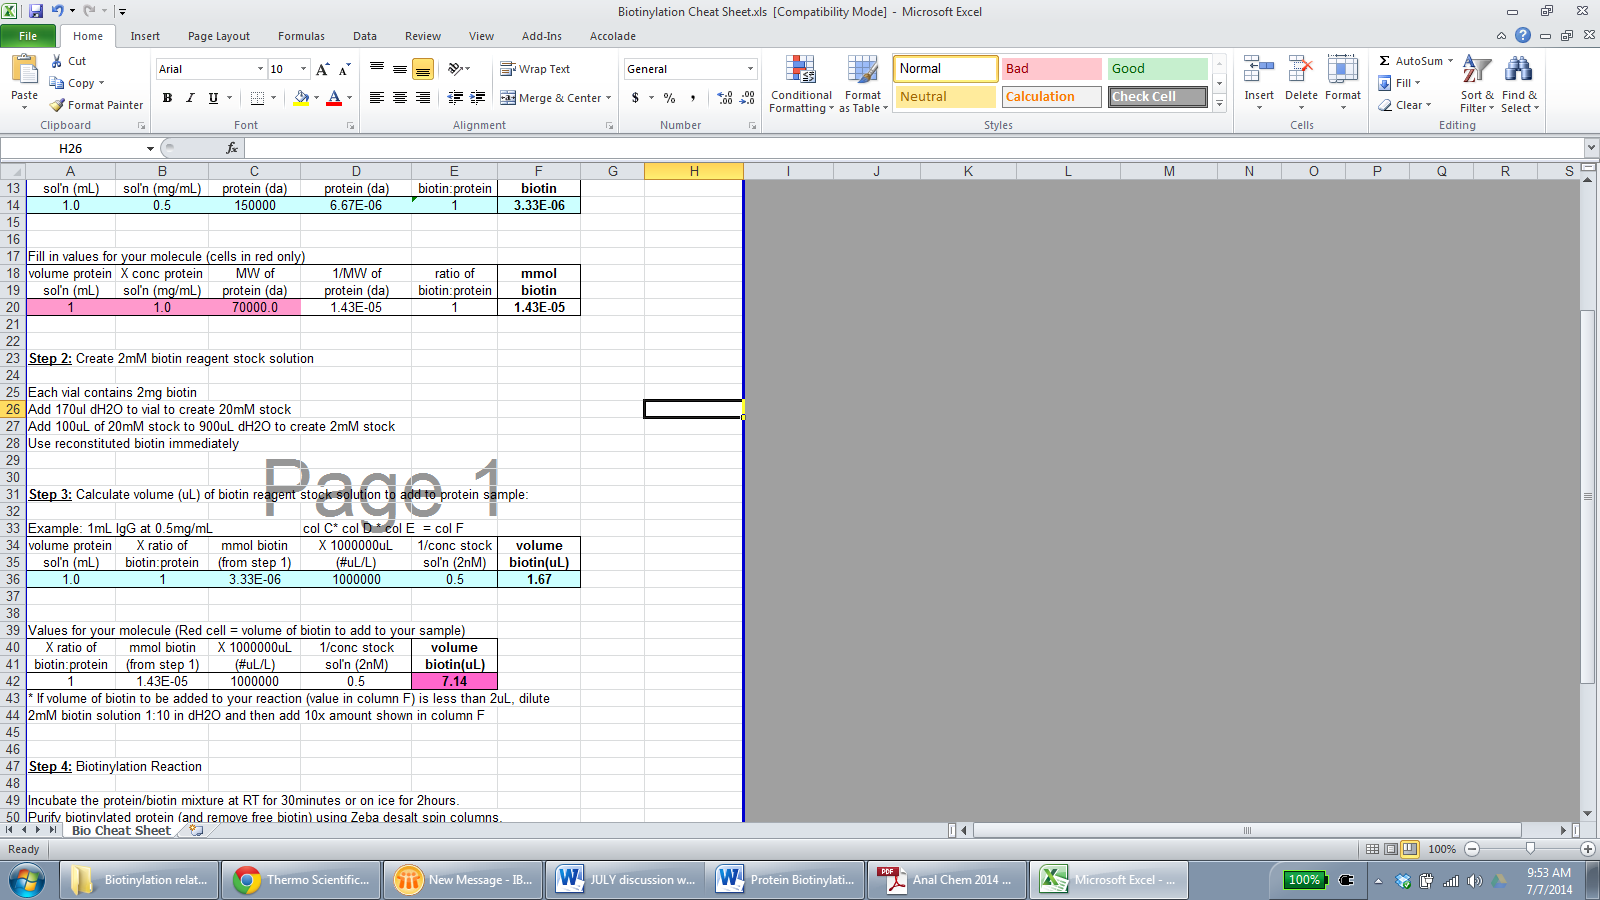 Biotinylation Cheat Sheet.xls [Compatibility Mode] - Microsoft Excel
File Home Insert Page Layout Formulas Data Review View Add-Ins Accolade
Cut
Copy
Format Painter
Paste
Clipboard
Arial 10
B I U
Font
Wrap Text
Merge & Center
Alignment
General
$ % ,
Number
Conditional Formatting
Format as Table
Normal Bad Good
Neutral Calculation Check Cell
Styles
Insert Delete Format
Cells
AutoSum
Fill
Clear
Sort & Filter
Find & Select
Editing
H26 fx
A B C D E F G H I J K L M N O P Q R S
13 sol'n (mL) sol'n (mg/mL) protein (da) protein (da) biotin:protein biotin
14 1.0 0.5 150000 6.67E-06 1 3.33E-06
15
16
17 Fill in values for your molecule (cells in red only)
18 volume protein X conc protein MW of 1/MW of ratio of mmol
19 sol'n (mL) sol'n (mg/mL) protein (da) protein (da) biotin:protein biotin
20 1 1.0 70000.0 1.43E-05 1 1.43E-05
21
22
23 Step 2: Create 2mM biotin reagent stock solution
24
25 Each vial contains 2mg biotin
26 Add 170ul dH2O to vial to create 20mM stock
27 Add 100uL of 20mM stock to 900uL dH2O to create 2mM stock
28 Use reconstituted biotin immediately
29
30
Page 1
31 Step 3: Calculate volume (uL) of biotin reagent stock solution to add to protein sample:
32
33 Example: 1mL IgG at 0.5mg/mL col C* col D * col E = col F
34 volume protein X ratio of mmol biotin X 1000000uL 1/conc stock volume
35 sol'n (mL) biotin:protein (from step 1) (#uL/L) sol'n (2nM) biotin(uL)
36 1.0 1 3.33E-06 1000000 0.5 1.67
37
38
39 Values for your molecule (Red cell = volume of biotin to add to your sample)
40 X ratio of mmol biotin X 1000000uL 1/conc stock volume
41 biotin:protein (from step 1) (#uL/L) sol'n (2nM) biotin(uL)
42 1 1.43E-05 1000000 0.5 7.14
43 * If volume of biotin to be added to your reaction (value in column F) is less than 2uL, dilute
44 2mM biotin solution 1:10 in dH2O and then add 10x amount shown in column F
45
46
47 Step 4: Biotinylation Reaction
48
49 Incubate the protein/biotin mixture at RT for 30minutes or on ice for 2hours.
50 Purify biotinylated protein (and remove free biotin) using Zeba desalt spin columns.
Bio Cheat Sheet
Ready 100%
Biotinylation relat... Thermo Scientific... New Message - IB... JULY discussion w... Protein Biotinylati... Anal Chem 2014 ... Microsoft Excel - ... 100% 9:53 AM
7/7/2014